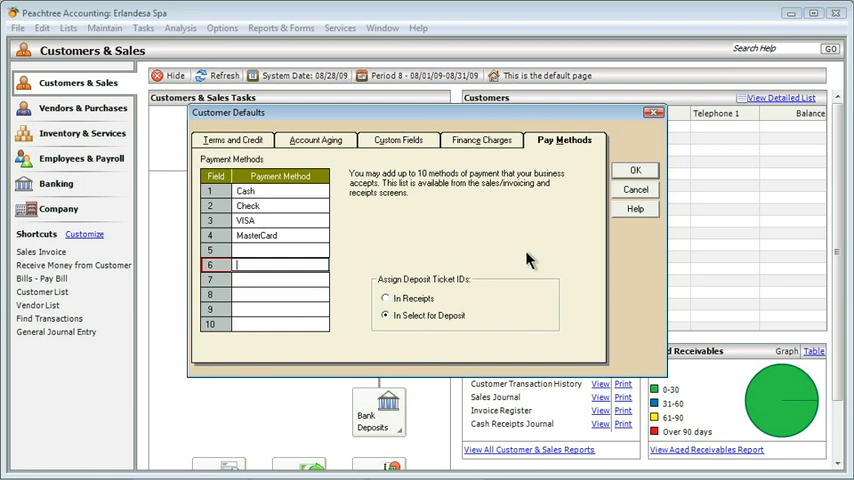 Peachtree Accounting: Erlandesa Spa
File Edit Lists Maintain Tasks Analysis Options Reports & Forms Services Window Help
Customers & Sales
Search Help GO
Customers & Sales
Vendors & Purchases
Inventory & Services
Employees & Payroll
Banking
Company
Shortcuts Customize
Sales Invoice
Receive Money from Customer
Bills - Pay Bill
Customer List
Vendor List
Find Transactions
General Journal Entry
Hide Refresh System Date: 08/28/09 Period 8 - 08/01/09-08/31/09 This is the default page
Customers & Sales Tasks
Customers View Detailed List
Telephone 1 Balance
Customer Defaults
Terms and Credit Account Aging Custom Fields Finance Charges Pay Methods
Payment Methods
Field Payment Method
1 Cash
2 Check
3 VISA
4 MasterCard
5
6
7
8
9
10
You may add up to 10 methods of payment that your business
accepts. This list is available from the sales/invoicing and
receipts screens.
Assign Deposit Ticket IDs:
In Receipts
In Select for Deposit
OK
Cancel
Help
Bank
Deposits
Customer Transaction History View Print
Sales Journal View Print
Invoice Register View Print
Cash Receipts Journal View Print
View All Customer & Sales Reports
ed Receivables Graph Table
0-30
31-60
61-90
Over 90 days
View Aged Receivables Report